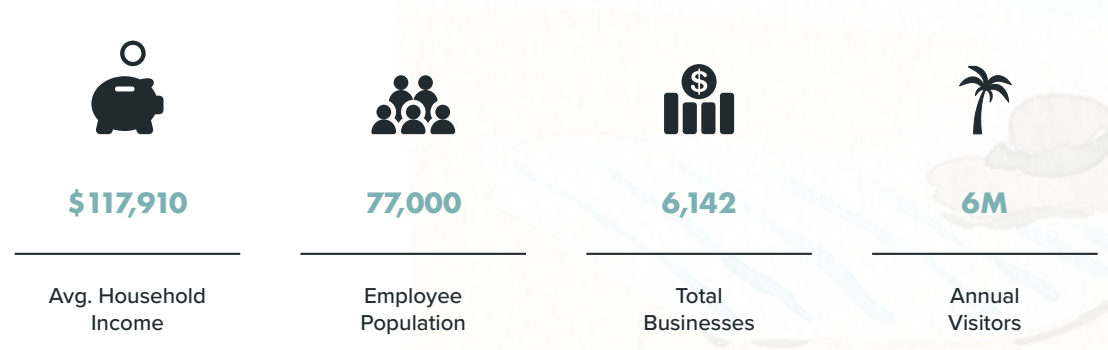 $
$117,910
77,000
6,142
6M
Avg. Household
Income
Employee
Population
Total
Businesses
Annual
Visitors